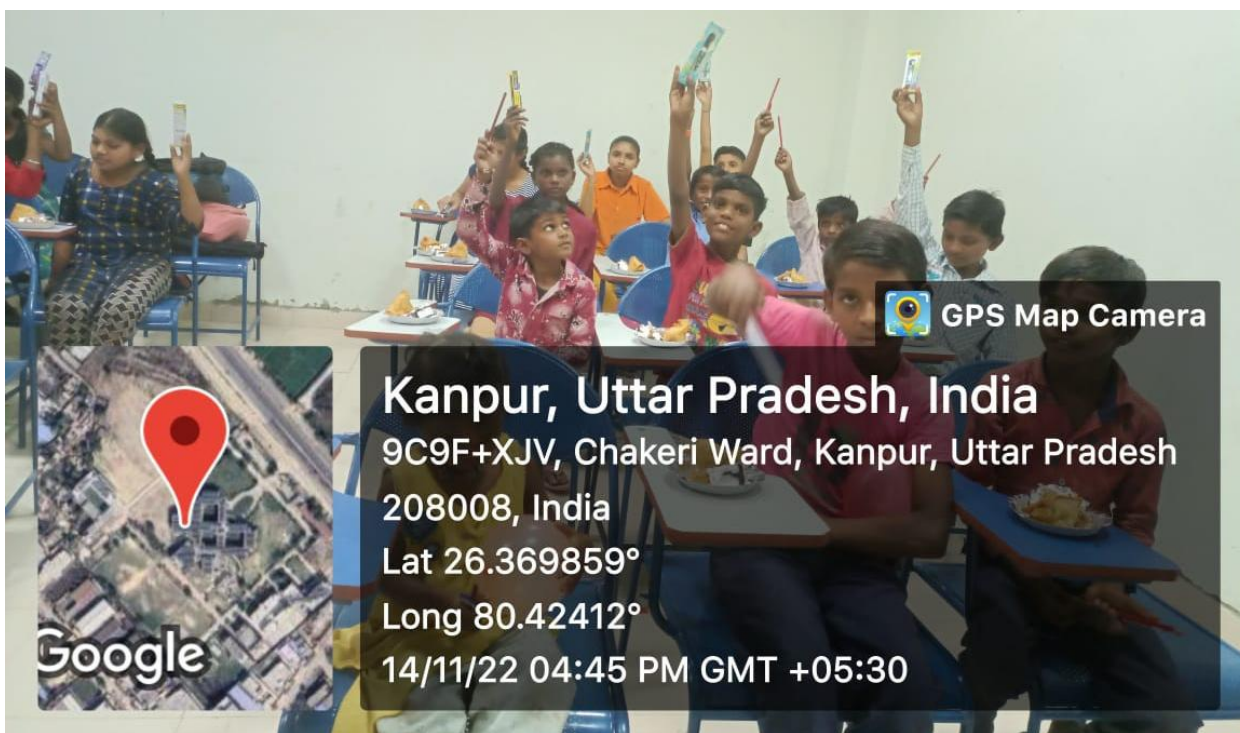 GPS Map Camera
Kanpur, Uttar Pradesh, India
9C9F+XJV, Chakeri Ward, Kanpur, Uttar Pradesh
208008, India
Lat 26.369859°
Long 80.42412°
14/11/22 04:45 PM GMT +05:30
Google